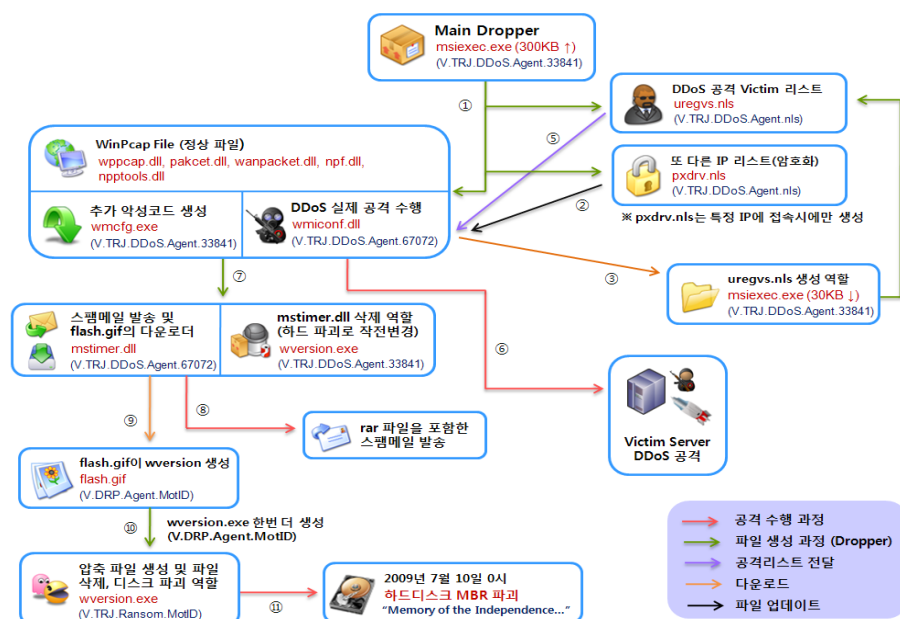 Main Dropper
msiexec.exe (300KB ↑)
(V.TRJ.DDoS.Agent.33841)
①
DDoS 공격 Victim 리스트
uregvs.nls
(V.TRJ.DDoS.Agent.nls)
⑤
WinPcap File (정상 파일)
wppcap.dll, pakcet.dll, wanpacket.dll, npf.dll,
npptools.dll
또 다른 IP 리스트(암호화)
pxdrv.nls
(V.TRJ.DDoS.Agent.nls)
②
※ pxdrv.nls는 특정 IP에 접속시에만 생성
추가 악성코드 생성
wmcfg.exe
(V.TRJ.DDoS.Agent.33841)
DDoS 실제 공격 수행
wmiconf.dll
(V.TRJ.DDoS.Agent.67072)
③
uregvs.nls 생성 역할
msiexec.exe (30KB ↓)
(V.TRJ.DDoS.Agent.33841)
⑦
스팸메일 발송 및
flash.gif의 다운로더
mstimer.dll
(V.TRJ.DDoS.Agent.67072)
mstimer.dll 삭제 역할
(하드 파괴로 작전변경)
wversion.exe
(V.TRJ.DDoS.Agent.33841)
⑥
Victim Server
DDoS 공격
⑨
⑧
rar 파일을 포함한
스팸메일 발송
flash.gif이 wversion 생성
flash.gif
(V.DRP.Agent.MotID)
⑩
wversion.exe 한번 더 생성
(V.DRP.Agent.MotID)
압축 파일 생성 및 파일
삭제, 디스크 파괴 역할
wversion.exe
(V.TRJ.Ransom.MotID)
⑪
2009년 7월 10일 0시
하드디스크 MBR 파괴
“Memory of the Independence...”
공격 수행 과정
파일 생성 과정 (Dropper)
공격리스트 전달
다운로드
파일 업데이트